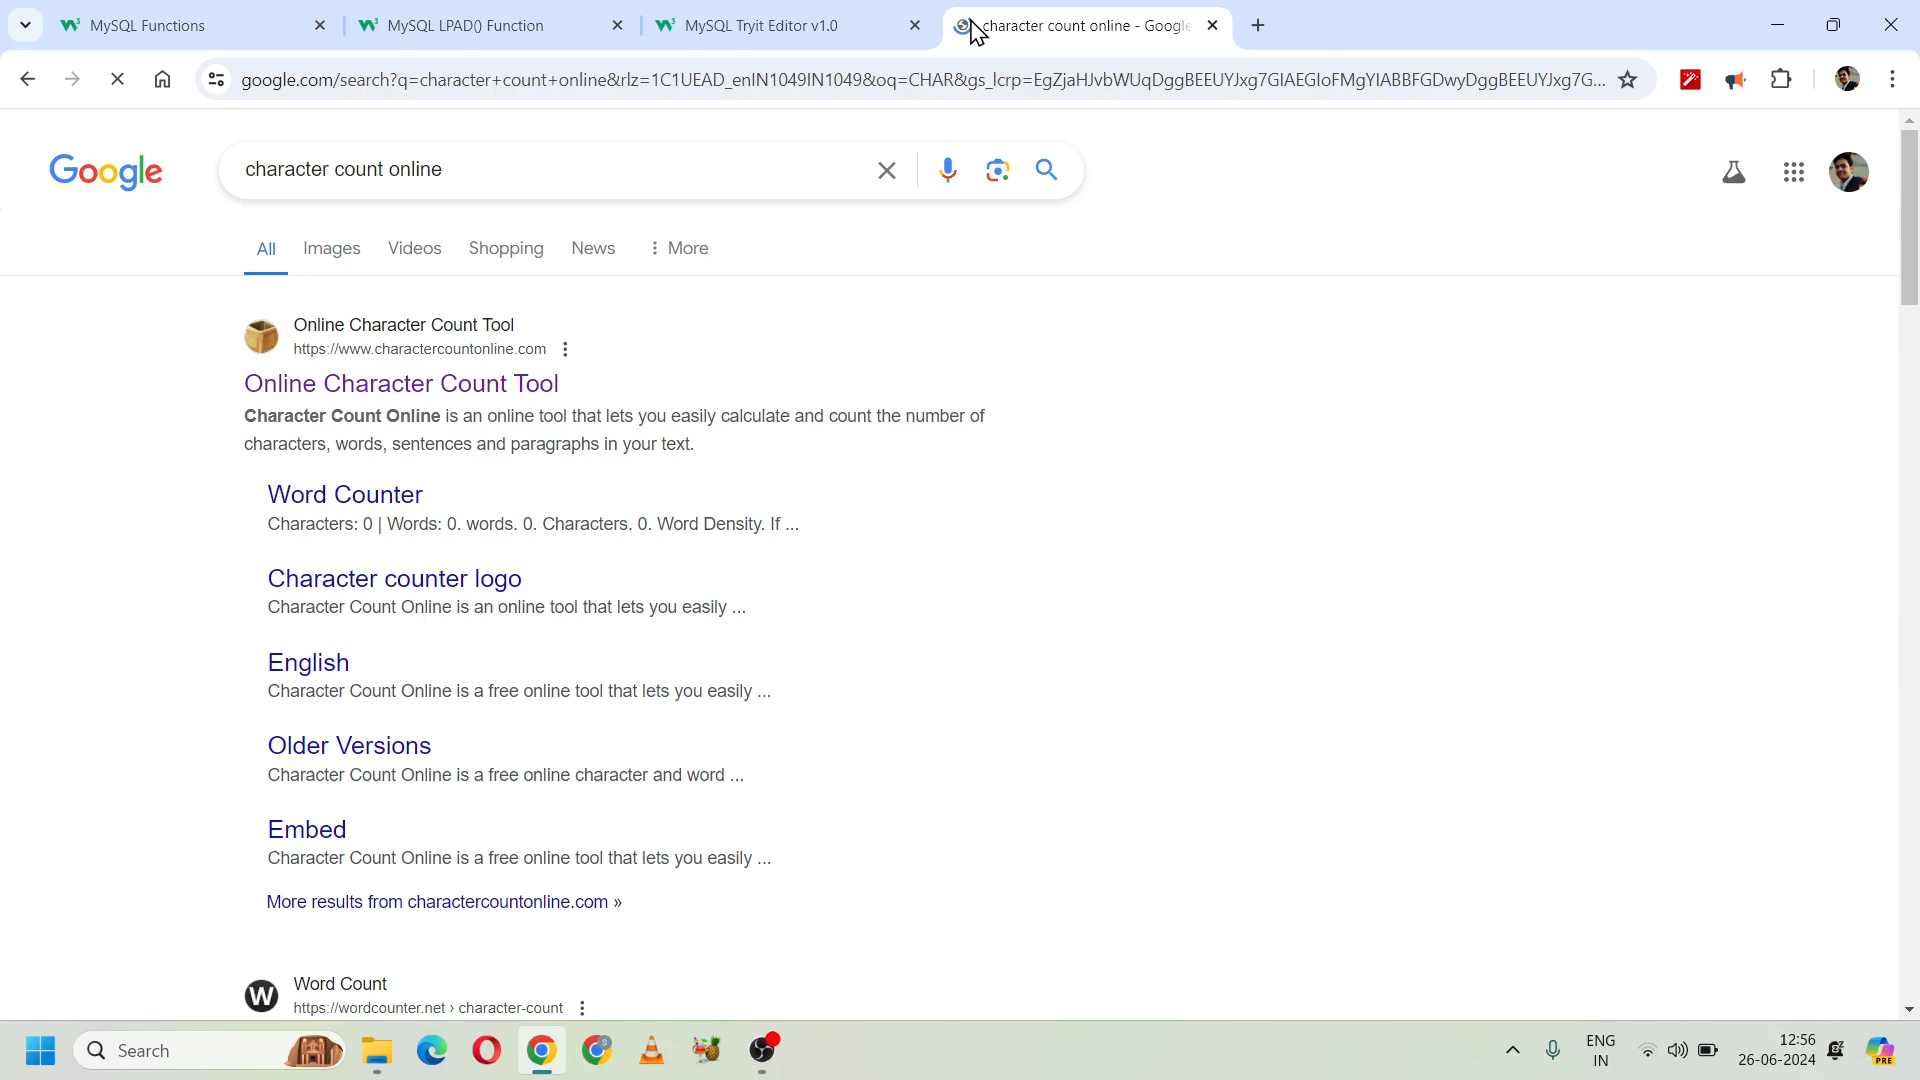 MySQL Functions
MySQL LPAD() Function
MySQL Tryit Editor v1.0
character count online - Google
google.com/search?q=character+count+online&rlz=1C1UEAD_enIN1049IN1049&oq=CHAR&gs_lcrp=EgZjaHJvbWUqDggBEEUYJxg7GIAEGIoFMgYIABBFGDwyDggBEEUYJxg7G...
Google
character count online
All
Images
Videos
Shopping
News
More
Online Character Count Tool
https://www.charactercountonline.com
Online Character Count Tool
Character Count Online is an online tool that lets you easily calculate and count the number of
characters, words, sentences and paragraphs in your text.
Word Counter
Characters: 0 | Words: 0. words. 0. Characters. 0. Word Density. If ...
Character counter logo
Character Count Online is an online tool that lets you easily ...
English
Character Count Online is a free online tool that lets you easily ...
Older Versions
Character Count Online is a free online character and word ...
Embed
Character Count Online is a free online tool that lets you easily ...
More results from charactercountonline.com »
W
Word Count
https://wordcounter.net › character-count
Search
ENG
IN
12:56
26-06-2024
PRE